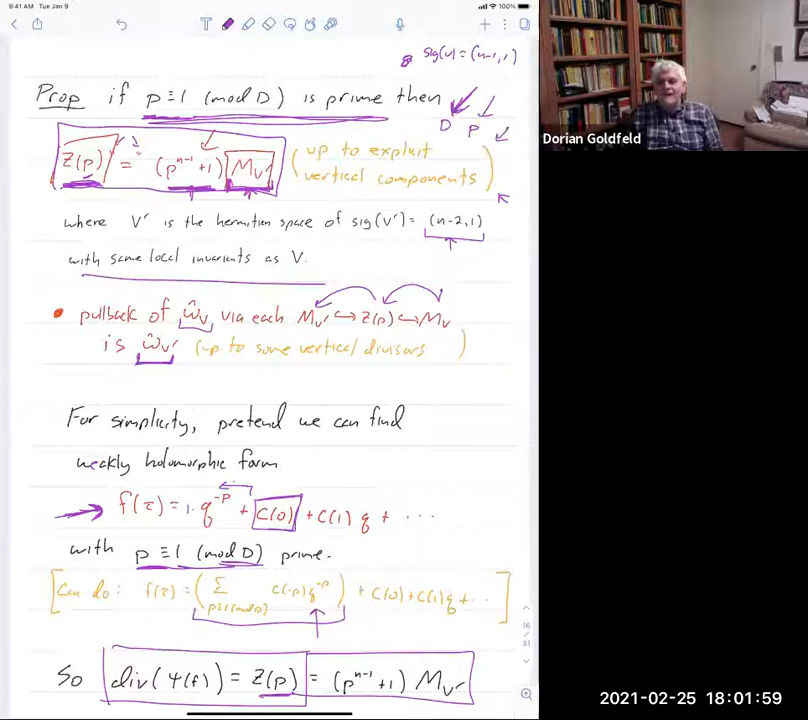 9:41 AM Tue Jan 9
100%
sig(V) = (n-1,1)
Prop if p ≡ 1 (mod D) is prime then
D p
Z(p) = (p^{n-1}+1) M_{V'} (up to explicit
vertical components)
where V' is the hermitian space of sig(V') = (n-2,1)
with same local invariants as V.
• pullback of ω̂_V via each M_{V'} ↪ Z(p) ↪ M_V
is ω̂_{V'} (up to some vertical divisors)
For simplicity, pretend we can find
weakly holomorphic form
f(τ) = 1·q^{-p} + c(0) + c(1) q + ···
with p ≡ 1 (mod D) prime.
[Can do: f(τ) = (∑_{p≡1(mod D)} c(-p) q^{-p}) + c(0) + c(1) q + ···]
So div(ψ(f)) = Z(p) = (p^{n-1}+1) M_{V'}
16
31
Dorian Goldfeld
2021-02-25 18:01:59